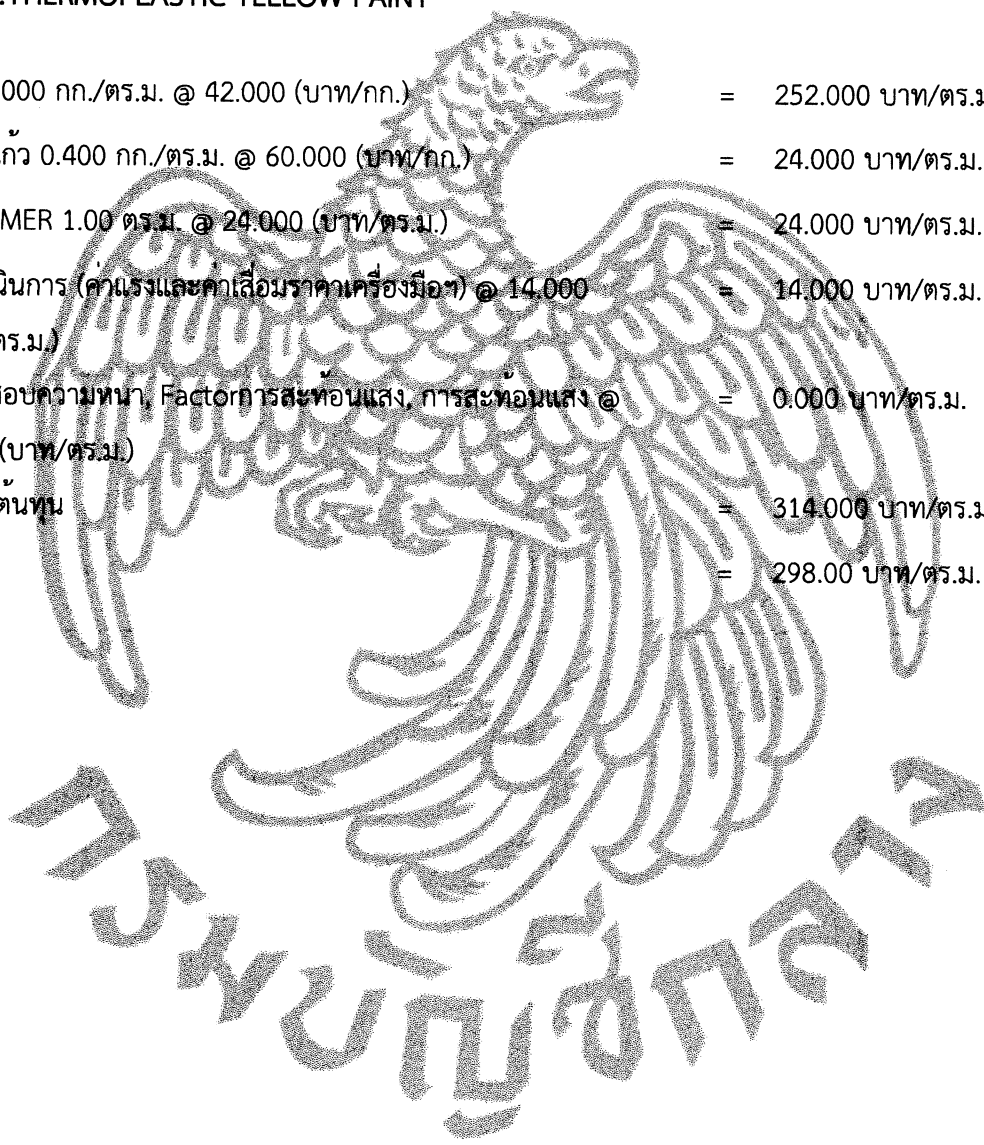 THERMOPLASTIC YELLOW PAINT
000 กก./ตร.ม. @ 42.000 (บาท/กก.) = 252.000 บาท/ตร.ม
แก้ว 0.400 กก./ตร.ม. @ 60.000 (บาท/กก.) = 24.000 บาท/ตร.ม.
MER 1.00 ตร.ม. @ 24.000 (บาท/ตร.ม.) = 24.000 บาท/ตร.ม.
นินการ (ค่าแรงและค่าเสื่อมราคาเครื่องมือฯ) @ 14.000 = 14.000 บาท/ตร.ม.
ตร.ม.)
สอบความหนา, Factorการสะท้อนแสง, การสะท้อนแสง @ = 0.000 บาท/ตร.ม.
(บาท/ตร.ม.)
ต้นทุน = 314.000 บาท/ตร.ม
= 298.00 บาท/ตร.ม.
กรมบัญชีกลาง